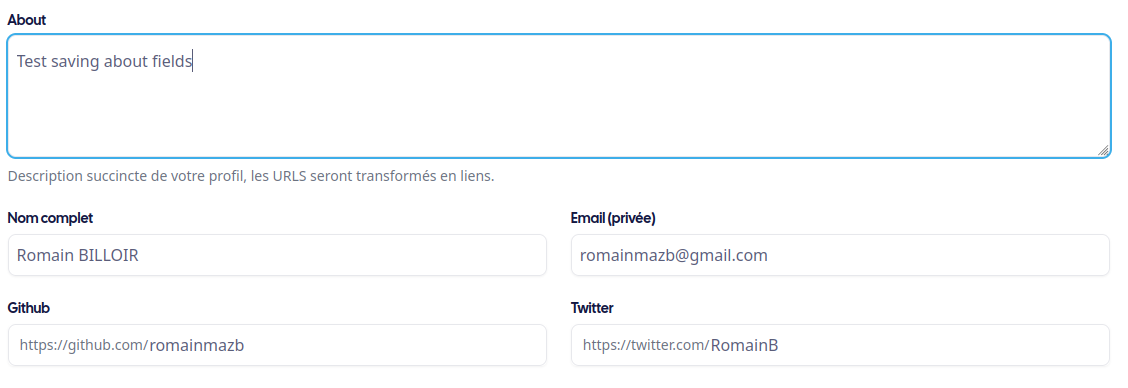 About
Test saving about fields
Description succincte de votre profil, les URLS seront transformés en liens.
Nom complet
Email (privée)
Romain BILLOIR
romainmazb@gmail.com
Github
Twitter
https://github.com/romainmazb
https://twitter.com/RomainB